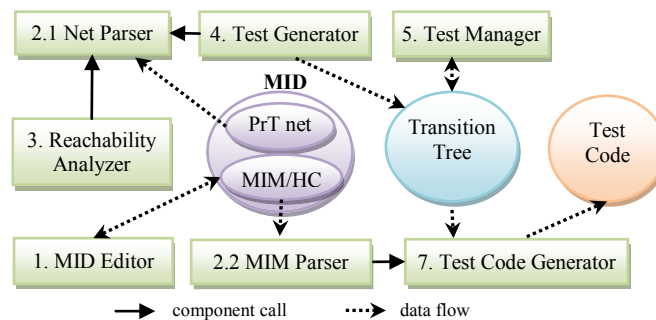 2.1 Net Parser
4. Test Generator
5. Test Manager
MID
PrT net
Transition
Tree
Test
Code
3. Reachability
Analyzer
MIM/HC
1. MID Editor
2.2 MIM Parser
7. Test Code Generator
component call
data flow